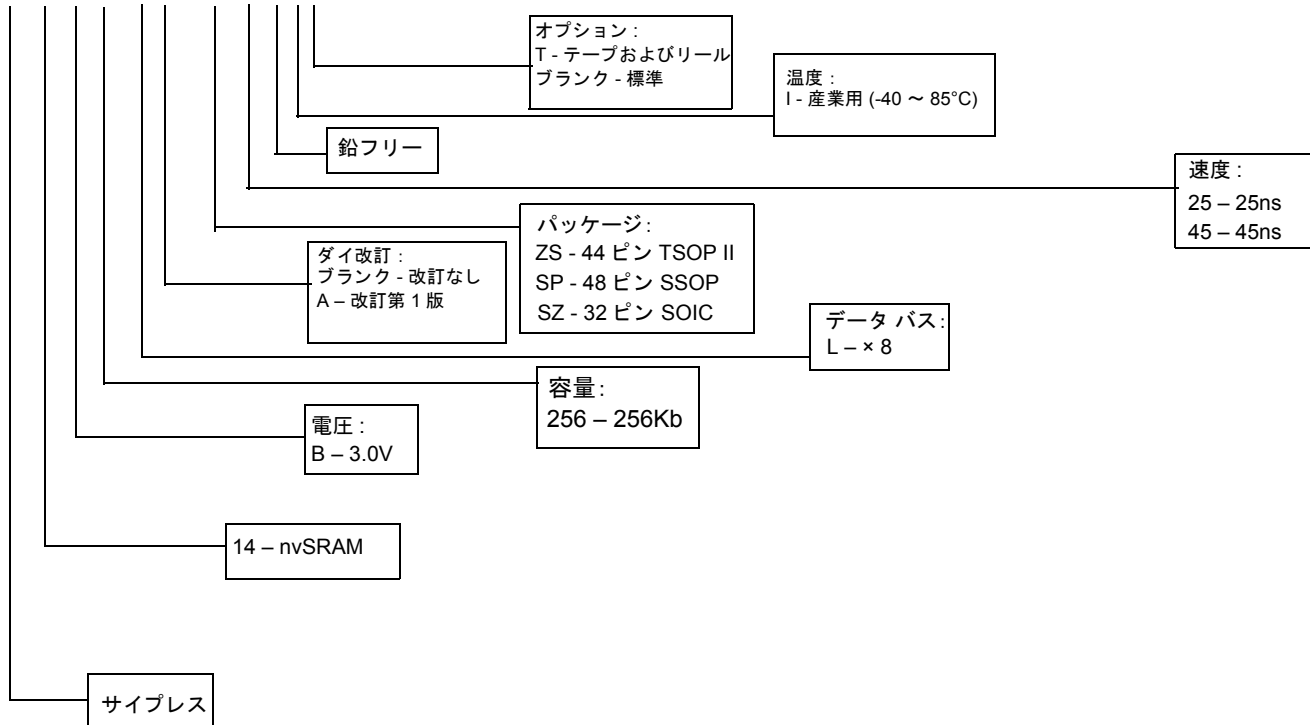 オプション :
T - テープおよびリール
ブランク - 標準
温度 :
I - 産業用 (-40 ～ 85°C)
鉛フリー
速度 :
25 – 25ns
45 – 45ns
パッケージ :
ZS - 44 ピン TSOP II
SP - 48 ピン SSOP
SZ - 32 ピン SOIC
ダイ改訂 :
ブランク - 改訂なし
A – 改訂第 1 版
データ バス :
L – × 8
容量 :
256 – 256Kb
電圧 :
B – 3.0V
14 – nvSRAM
サイプレス